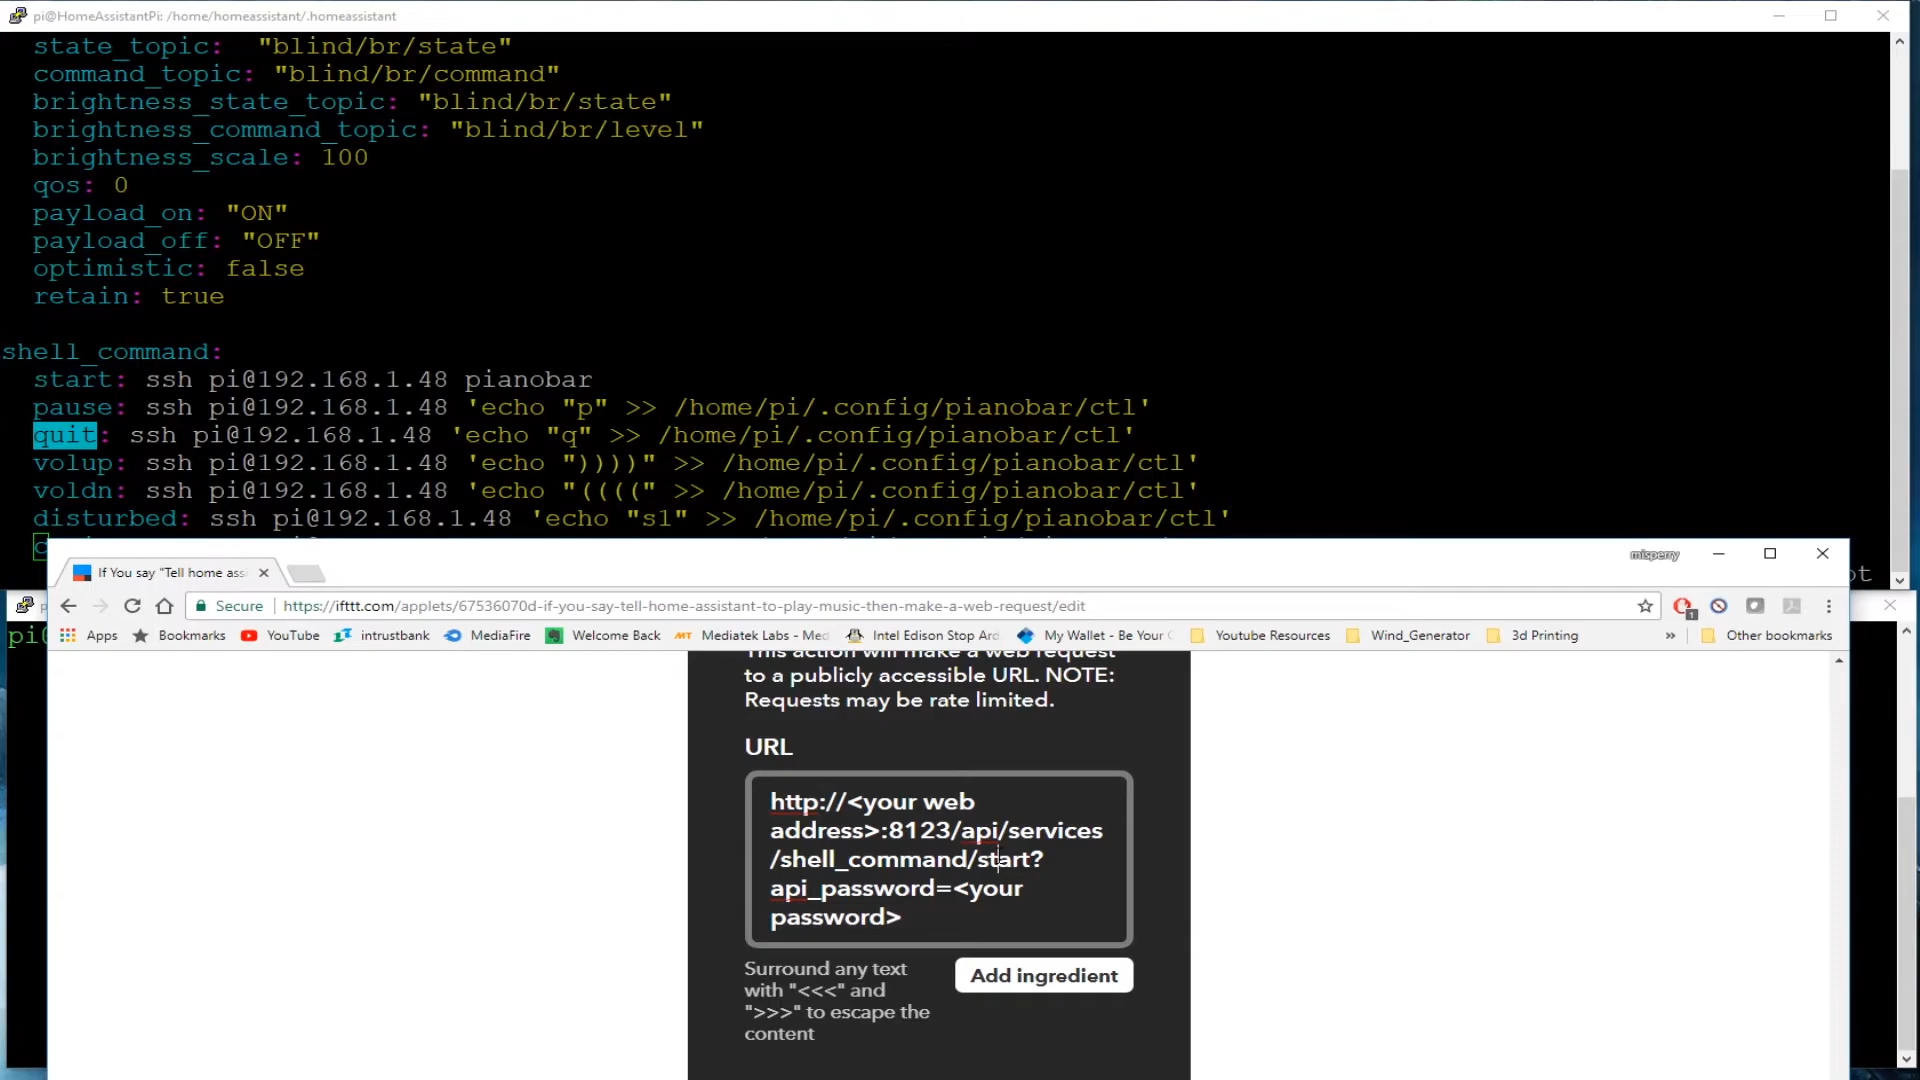 pi@HomeAssistantPi: /home/homeassistant/.homeassistant
state_topic:  "blind/br/state"
command_topic: "blind/br/command"
brightness_state_topic: "blind/br/state"
brightness_command_topic: "blind/br/level"
brightness_scale: 100
qos: 0
payload_on: "ON"
payload_off: "OFF"
optimistic: false
retain: true
shell_command:
start: ssh pi@192.168.1.48 pianobar
pause: ssh pi@192.168.1.48 'echo "p" >> /home/pi/.config/pianobar/ctl'
quit: ssh pi@192.168.1.48 'echo "q" >> /home/pi/.config/pianobar/ctl'
volup: ssh pi@192.168.1.48 'echo "))))" >> /home/pi/.config/pianobar/ctl'
voldn: ssh pi@192.168.1.48 'echo "((((" >> /home/pi/.config/pianobar/ctl'
disturbed: ssh pi@192.168.1.48 'echo "s1" >> /home/pi/.config/pianobar/ctl'
misperry
If You say "Tell home ass
Secure https://ifttt.com/applets/67536070d-if-you-say-tell-home-assistant-to-play-music-then-make-a-web-request/edit
Apps Bookmarks YouTube intrustbank MediaFire Welcome Back Mediatek Labs - Med Intel Edison Stop Ard My Wallet - Be Your Youtube Resources Wind_Generator 3d Printing » Other bookmarks
This action will make a web request
to a publicly accessible URL. NOTE:
Requests may be rate limited.
URL
http://<your web
address>:8123/api/services
/shell_command/start?
api_password=<your
password>
Surround any text
with "<<<" and
">>>" to escape the
content
Add ingredient